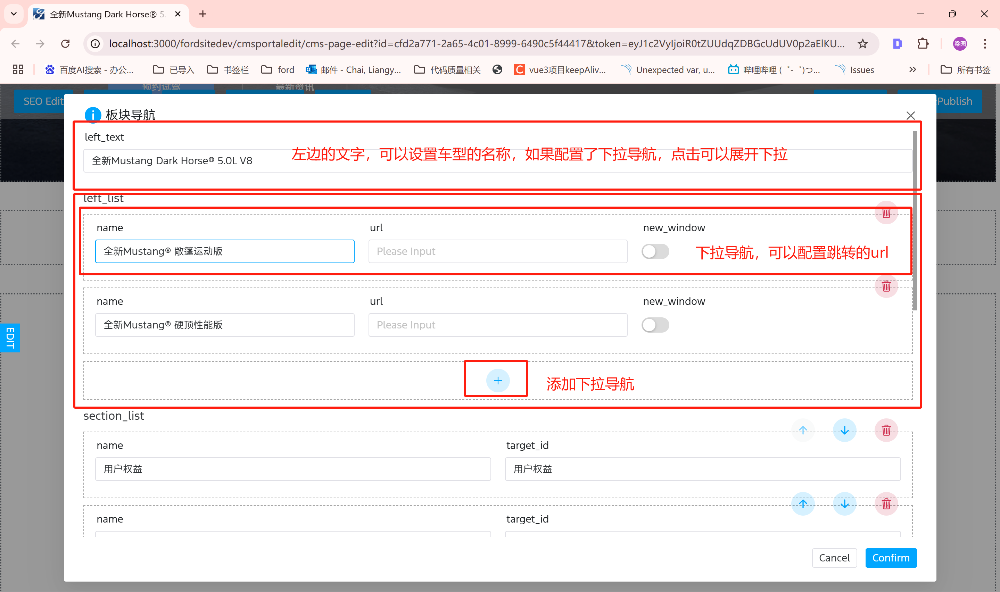 全新Mustang Dark Horse® 5.
localhost:3000/fordsitedev/cmsportaledit/cms-page-edit?id=cfd2a771-2a65-4c01-8999-6490c5f44417&token=eyJ1c2VyIjoiR0tZUUdqZDBGcUdUV0p2aElKU...
梁园
百度AI搜索 - 办公...
已导入
书签栏
ford
邮件 - Chai, Liangy...
代码质量相关
vue3项目keepAliv...
Unexpected var, u...
哔哩哔哩 (゜-゜)つ...
Issues
所有书签
预约试驾
最新资讯
SEO Edit
Publish
板块导航
left_text
全新Mustang Dark Horse® 5.0L V8
左边的文字，可以设置车型的名称，如果配置了下拉导航，点击可以展开下拉
left_list
name
url
new_window
全新Mustang® 敞篷运动版
Please Input
下拉导航，可以配置跳转的url
name
url
new_window
全新Mustang® 硬顶性能版
Please Input
EDIT
添加下拉导航
section_list
name
target_id
用户权益
用户权益
name
target_id
Cancel
Confirm